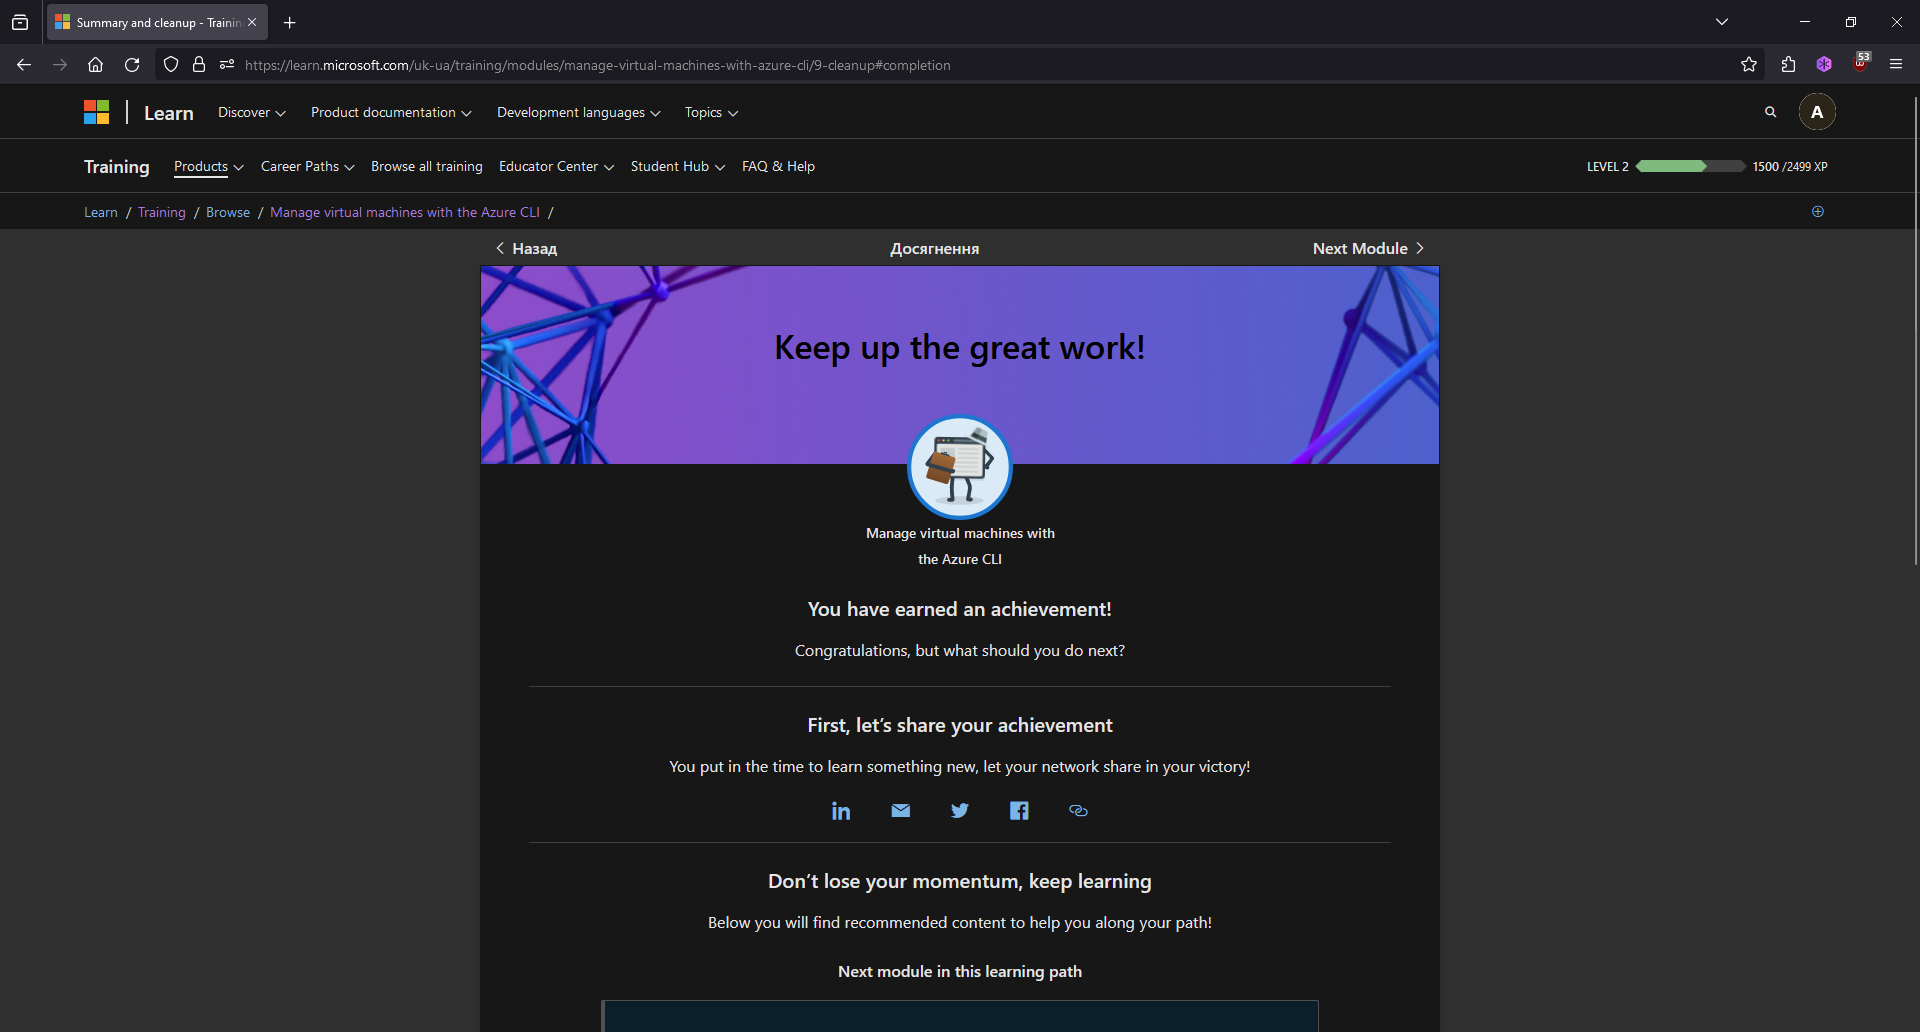 Summary and cleanup - Trainin
53
https://learn.microsoft.com/uk-ua/training/modules/manage-virtual-machines-with-azure-cli/9-cleanup#completion
Learn Discover Product documentation Development languages Topics A
Training Products Career Paths Browse all training Educator Center Student Hub FAQ & Help LEVEL 2 1500 /2499 XP
Learn / Training / Browse / Manage virtual machines with the Azure CLI /
Назад Досягнення Next Module
Keep up the great work!
Manage virtual machines with
the Azure CLI
You have earned an achievement!
Congratulations, but what should you do next?
First, let’s share your achievement
You put in the time to learn something new, let your network share in your victory!
Don’t lose your momentum, keep learning
Below you will find recommended content to help you along your path!
Next module in this learning path